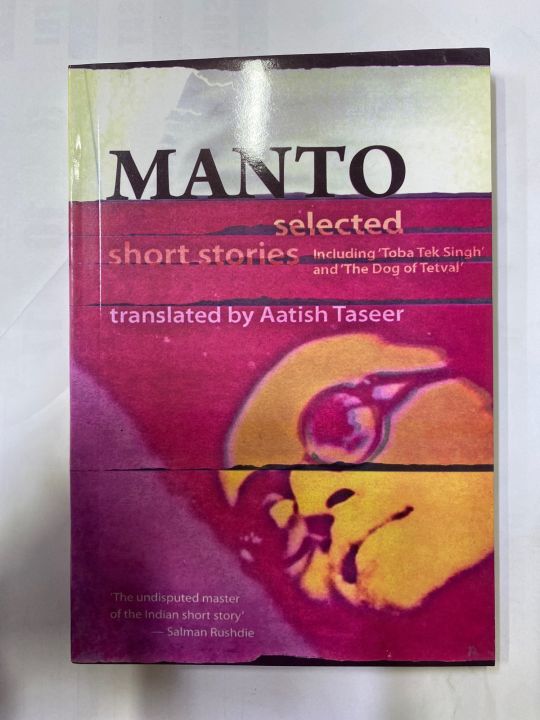 MANTO
selected
short stories
Including 'Toba Tek Singh'
and 'The Dog of Tetval'
translated by Aatish Taseer
'The undisputed master
of the Indian short story'
— Salman Rushdie